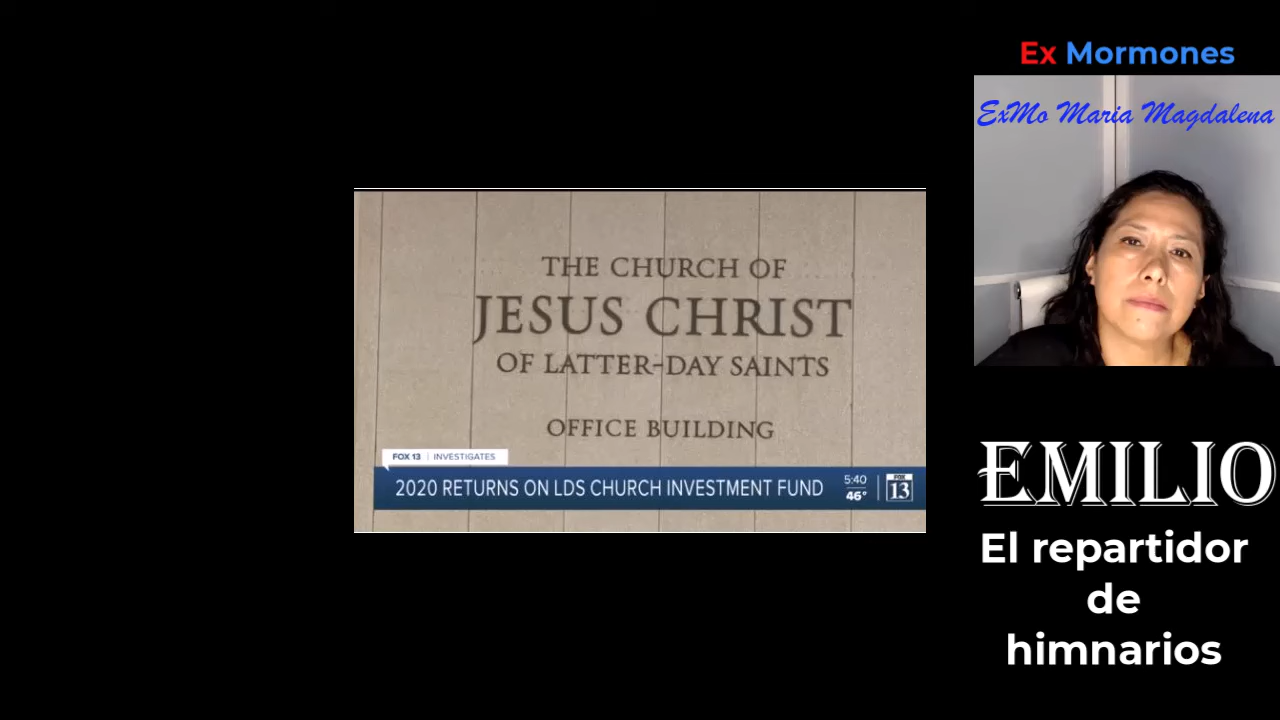 Ex Mormones
ExMo Maria Magdalena
THE CHURCH OF
JESUS CHRIST
OF LATTER-DAY SAINTS
OFFICE BUILDING
FOX 13 | INVESTIGATES
2020 RETURNS ON LDS CHURCH INVESTMENT FUND
5:40
46°
FOX
13
EMILIO
El repartidor
de
himnarios